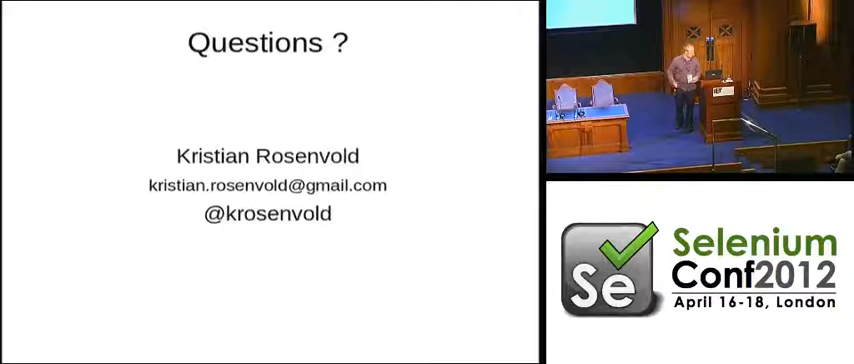 Questions ?
Kristian Rosenvold
kristian.rosenvold@gmail.com
@krosenvold
Se
Selenium
Conf2012
April 16-18, London